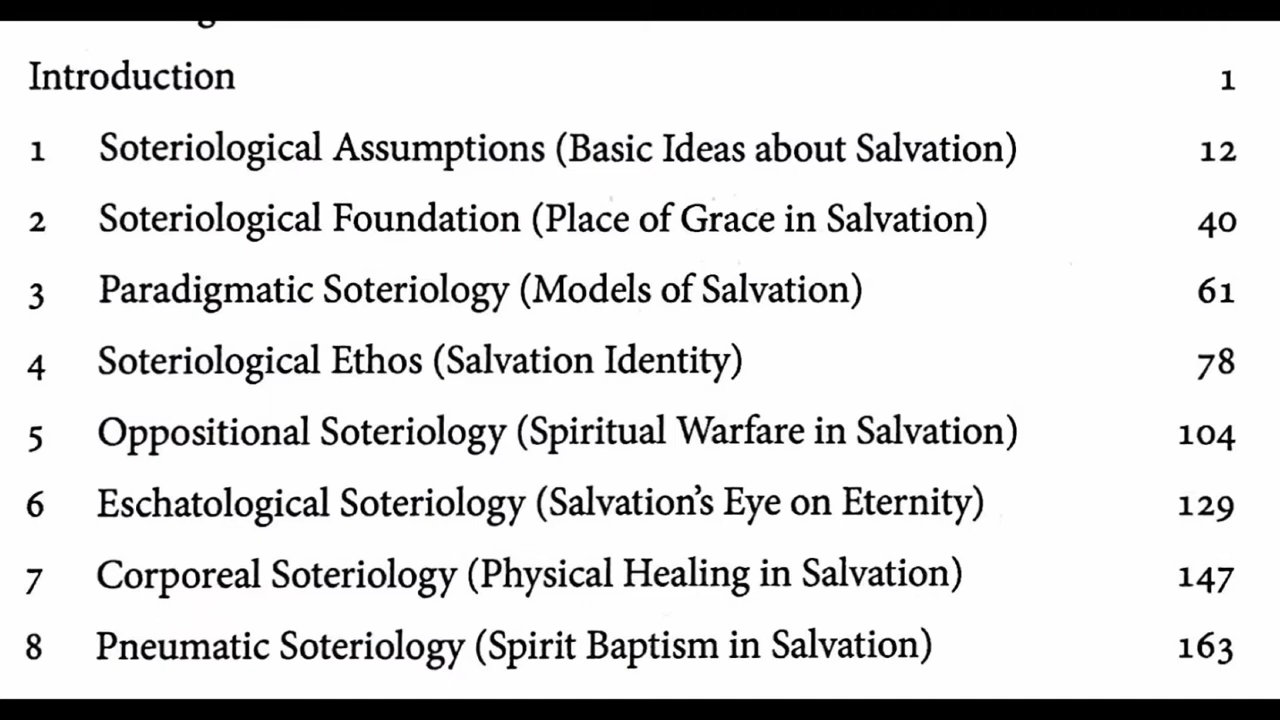 Introduction 1
1 Soteriological Assumptions (Basic Ideas about Salvation) 12
2 Soteriological Foundation (Place of Grace in Salvation) 40
3 Paradigmatic Soteriology (Models of Salvation) 61
4 Soteriological Ethos (Salvation Identity) 78
5 Oppositional Soteriology (Spiritual Warfare in Salvation) 104
6 Eschatological Soteriology (Salvation’s Eye on Eternity) 129
7 Corporeal Soteriology (Physical Healing in Salvation) 147
8 Pneumatic Soteriology (Spirit Baptism in Salvation) 163